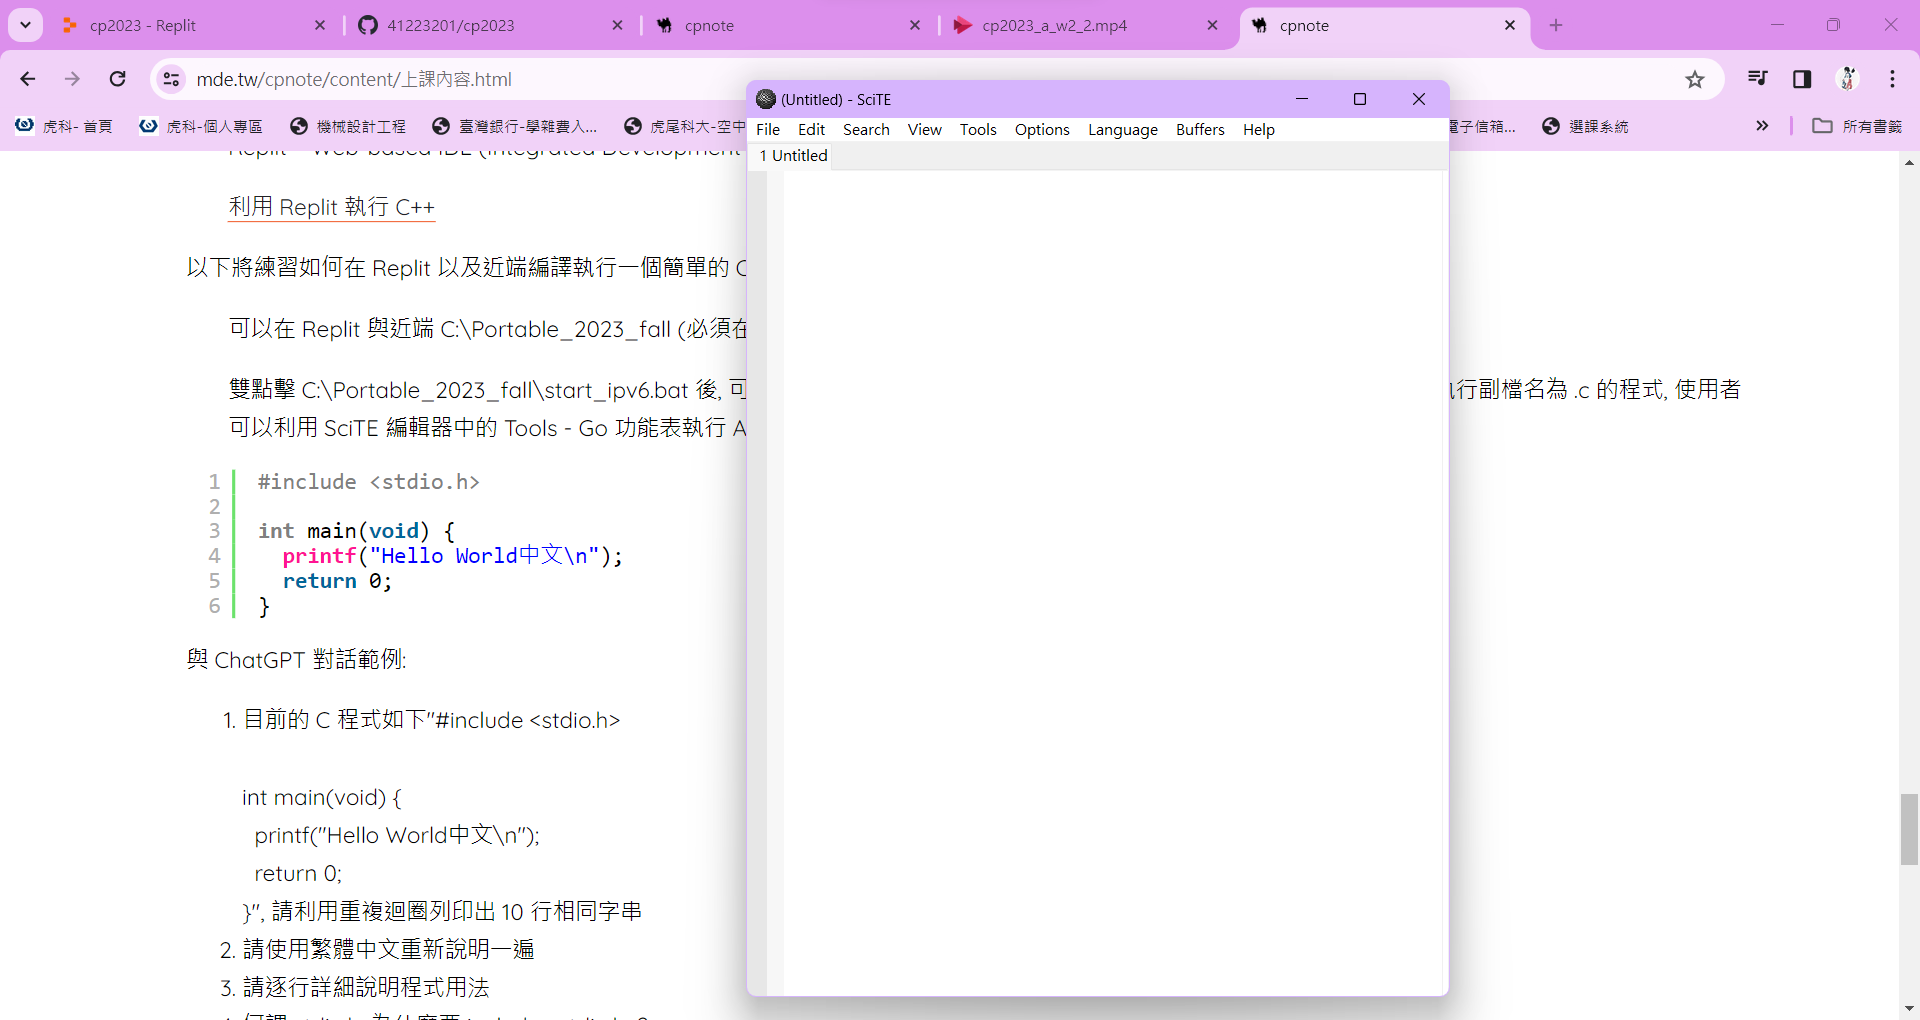 cp2023 - Replit
41223201/cp2023
cpnote
cp2023_a_w2_2.mp4
cpnote
mde.tw/cpnote/content/上課內容.html
虎科- 首頁
虎科-個人專區
機械設計工程
臺灣銀行-學雜費入...
虎尾科大-空中
電子信箱...
選課系統
所有書籤
(Untitled) - SciTE
File Edit Search View Tools Options Language Buffers Help
1 Untitled
Replit - Web-based IDE (Integrated Development
利用 Replit 執行 C++
以下將練習如何在 Replit 以及近端編譯執行一個簡單的 C
可以在 Replit 與近端 C:\Portable_2023_fall (必須在
雙點擊 C:\Portable_2023_fall\start_ipv6.bat 後, 可
執行副檔名為 .c 的程式, 使用者
可以利用 SciTE 編輯器中的 Tools - Go 功能表執行 A
1 #include <stdio.h>
2
3 int main(void) {
4 printf("Hello World中文\n");
5 return 0;
6 }
與 ChatGPT 對話範例:
1. 目前的 C 程式如下"#include <stdio.h>
int main(void) {
printf("Hello World中文\n");
return 0;
}", 請利用重複迴圈列印出 10 行相同字串
2. 請使用繁體中文重新說明一遍
3. 請逐行詳細說明程式用法